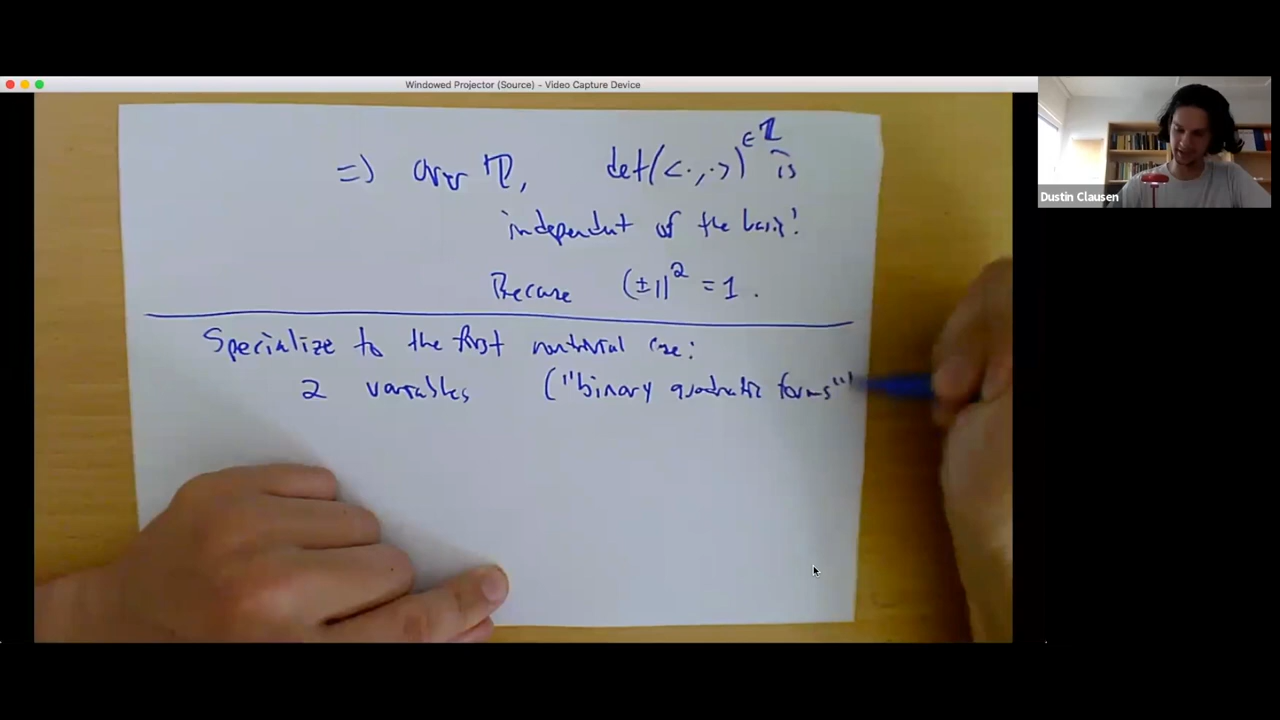 Windowed Projector (Source) - Video Capture Device
=> over ℤ, det(<·,·>) ∈ ℤ is
independent of the basis!
Because (±1)² = 1 .
Specialize to the first nontrivial case:
2 variables ("binary quadratic forms")
Dustin Clausen